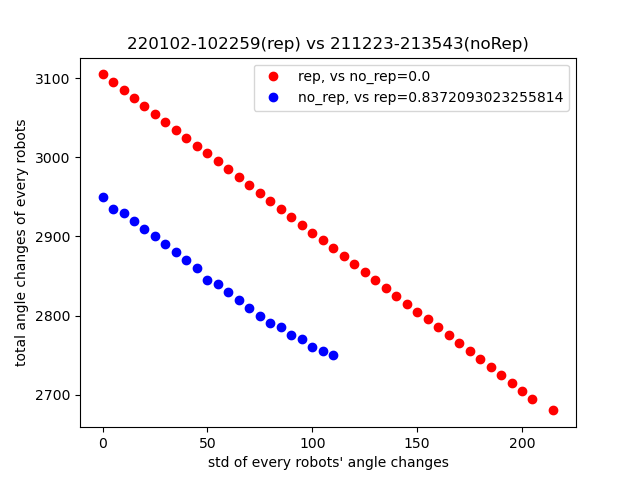 220102-102259(rep) vs 211223-213543(noRep)
rep, vs no_rep=0.0
no_rep, vs rep=0.8372093023255814
total angle changes of every robots
3100
3000
2900
2800
2700
0 50 100 150 200
std of every robots' angle changes